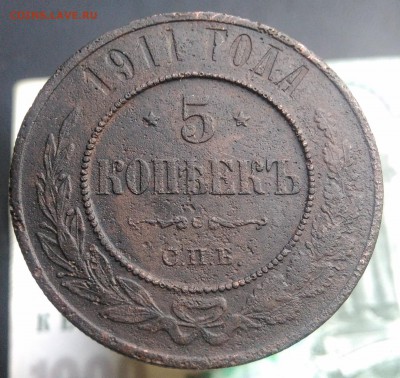 COINS.LAVE.RU
1911 ГОДА
5
КОПѢЕКЪ
С.П.Б.